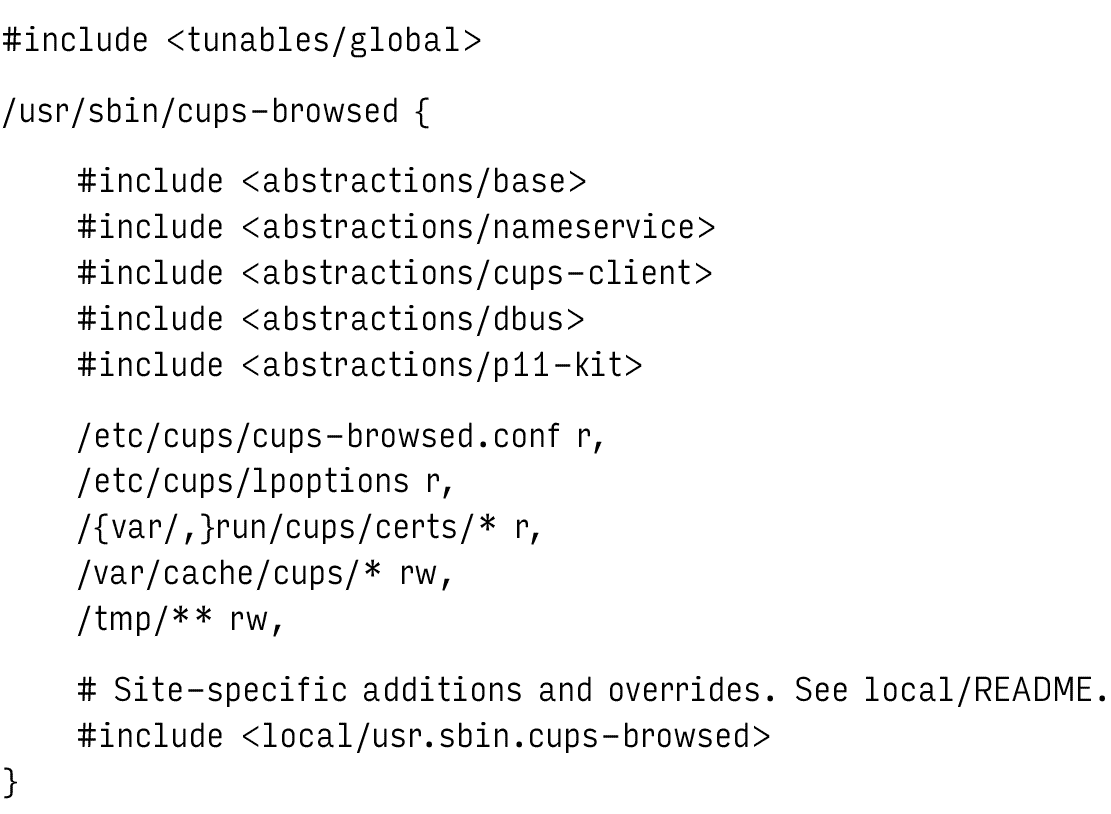 #include <tunables/global>
/usr/sbin/cups-browsed {
#include <abstractions/base>
#include <abstractions/nameservice>
#include <abstractions/cups-client>
#include <abstractions/dbus>
#include <abstractions/p11-kit>
/etc/cups/cups-browsed.conf r,
/etc/cups/lpoptions r,
/{var/,}run/cups/certs/* r,
/var/cache/cups/* rw,
/tmp/** rw,
# Site-specific additions and overrides. See local/README.
#include <local/usr.sbin.cups-browsed>
}